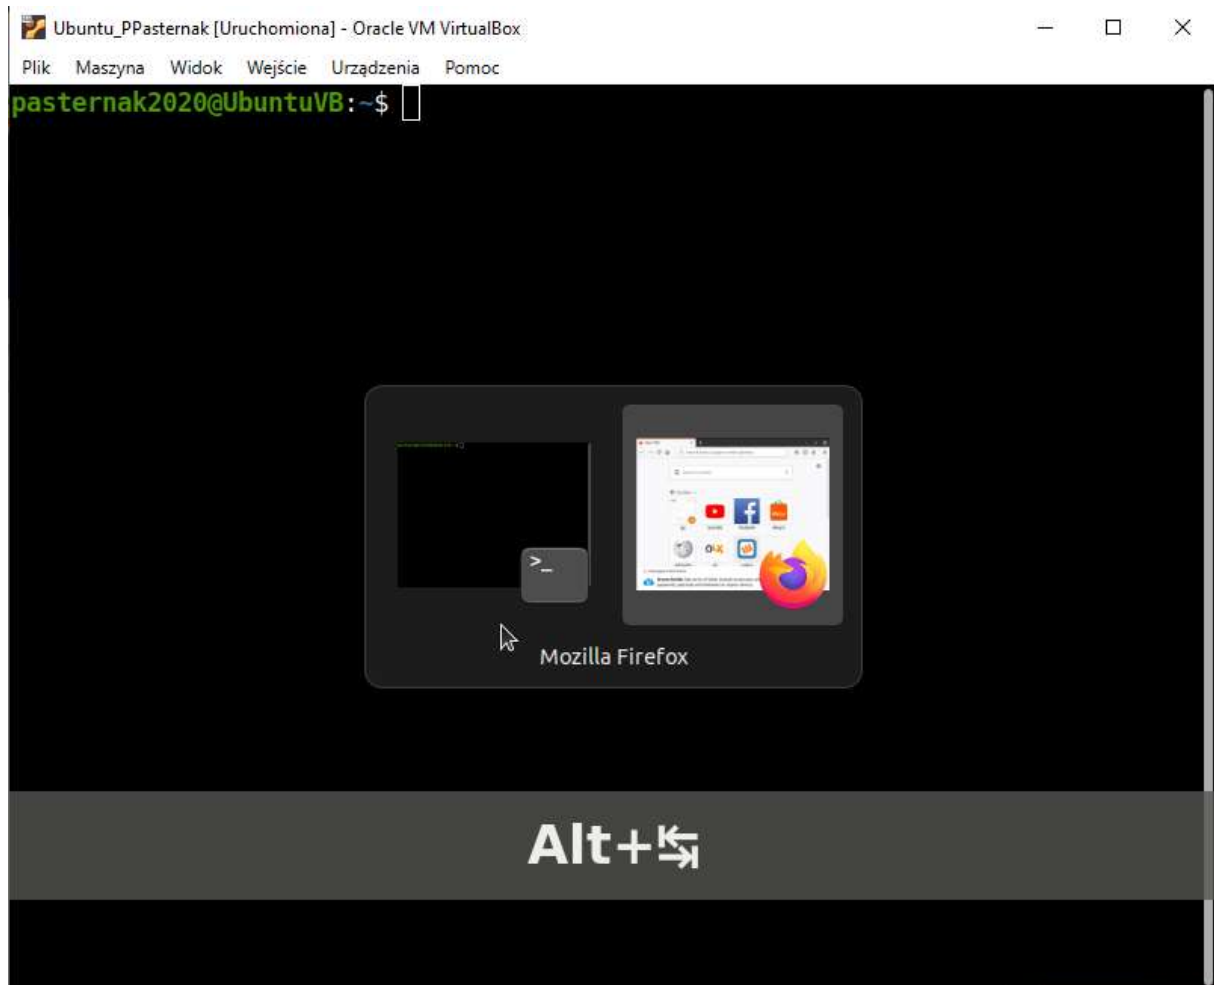 Ubuntu_PPasternak [Uruchomiona] - Oracle VM VirtualBox
Plik Maszyna Widok Wejście Urządzenia Pomoc
pasternak2020@UbuntuVB:~$
>_
Mozilla Firefox
Alt+↹